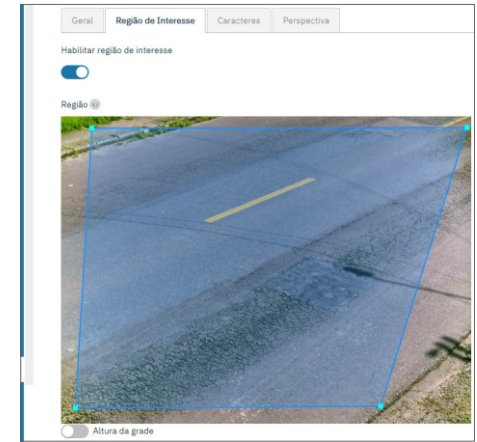 Geral Região de Interesse Caracteres Perspectiva
Habilitar região de interesse
Região
Altura da grade